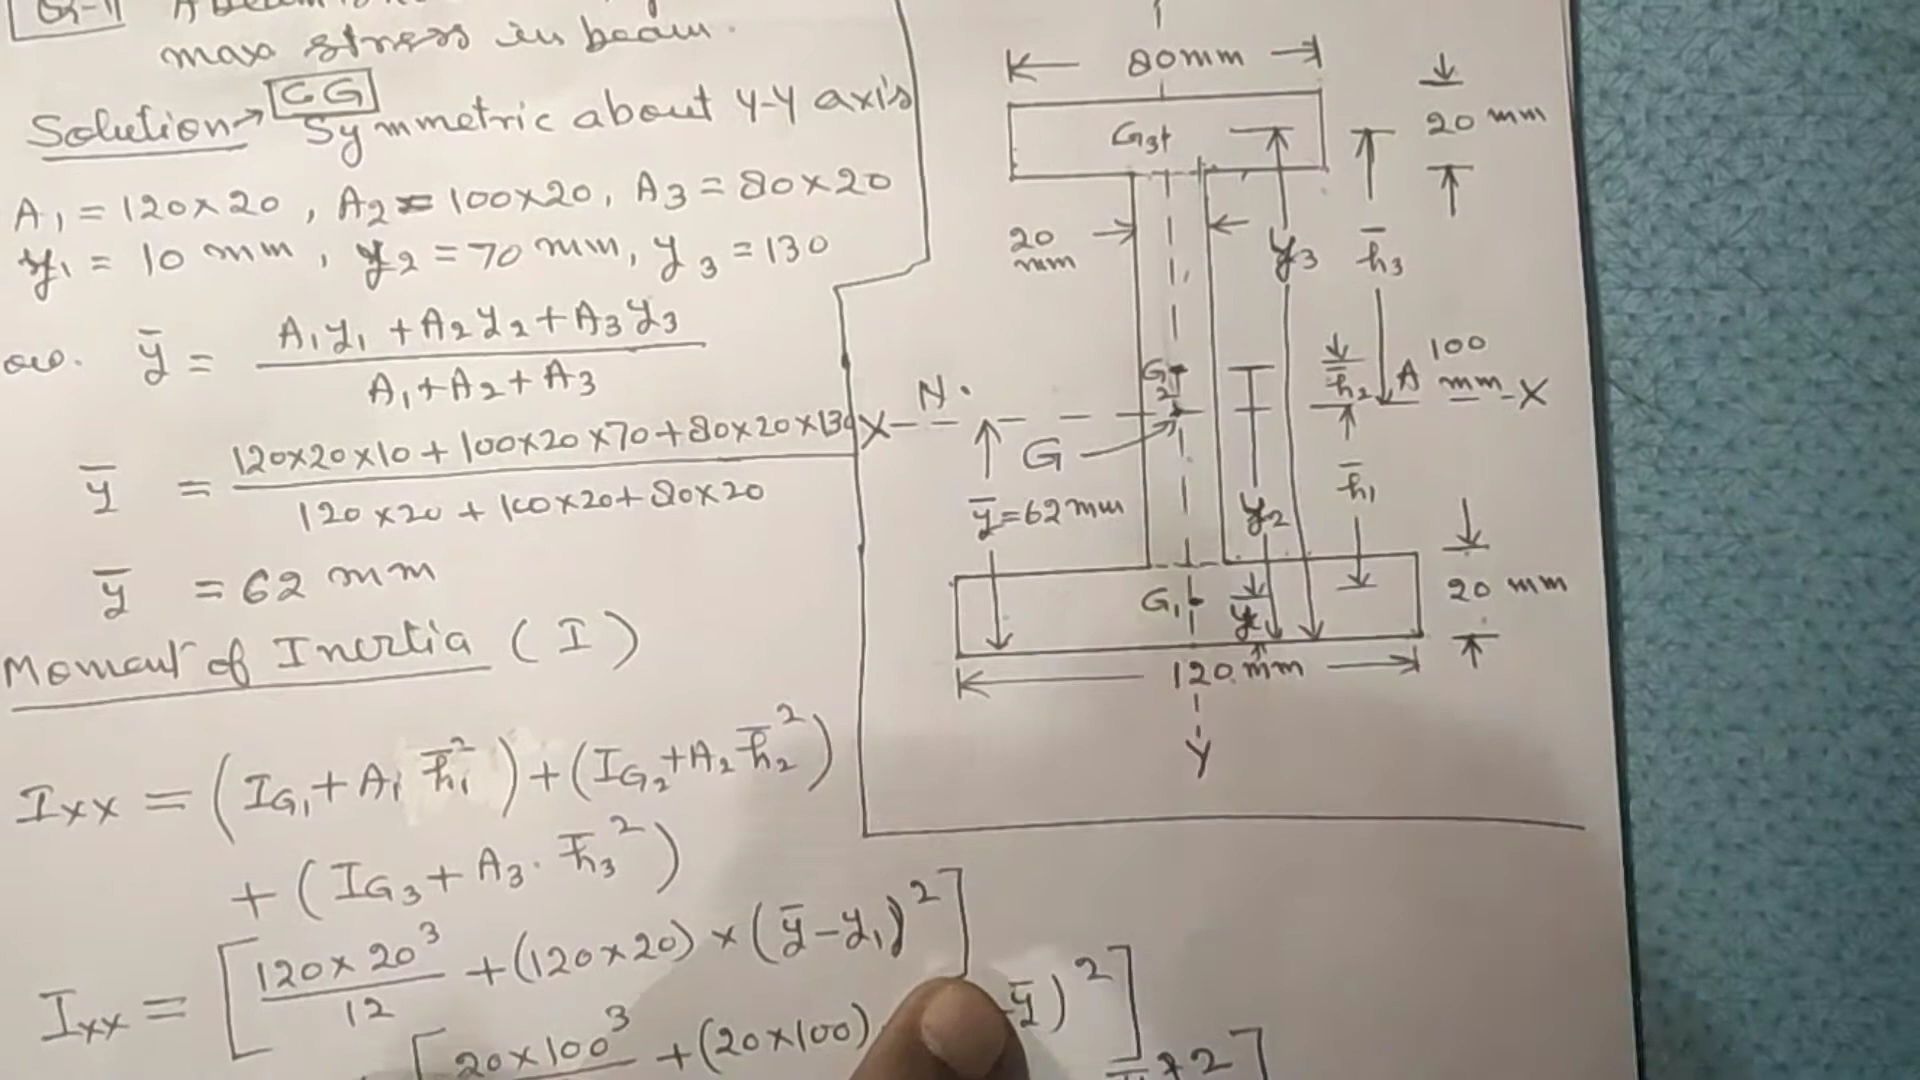 max stress in beam.
Solution→ CG
Symmetric about Y-Y axis
A₁ = 120×20, A₂ = 100×20, A₃ = 80×20
y₁ = 10 mm, y₂ = 70 mm, y₃ = 130
ȳ = A₁y₁ + A₂y₂ + A₃y₃ / A₁ + A₂ + A₃
ȳ = 120×20×10 + 100×20×70 + 80×20×130 / 120×20 + 100×20 + 80×20
ȳ = 62 mm
Moment of Inertia (I)
Ixx = (IG₁ + A₁ h̄₁²) + (IG₂ + A₂ h̄₂²)
+ (IG₃ + A₃. h̄₃²)
Ixx = [120×20³ / 12 + (120×20) × (ȳ - y₁)²]
[20×100³ + (20×100) ȳ)²]
80mm
20 mm
G₃
20 mm
y₃
h̄₃
G₂
h̄₂
A
100 mm
X
N.
X
G
ȳ=62mm
y₂
h̄₁
G₁
y₁
20 mm
120 mm
Y